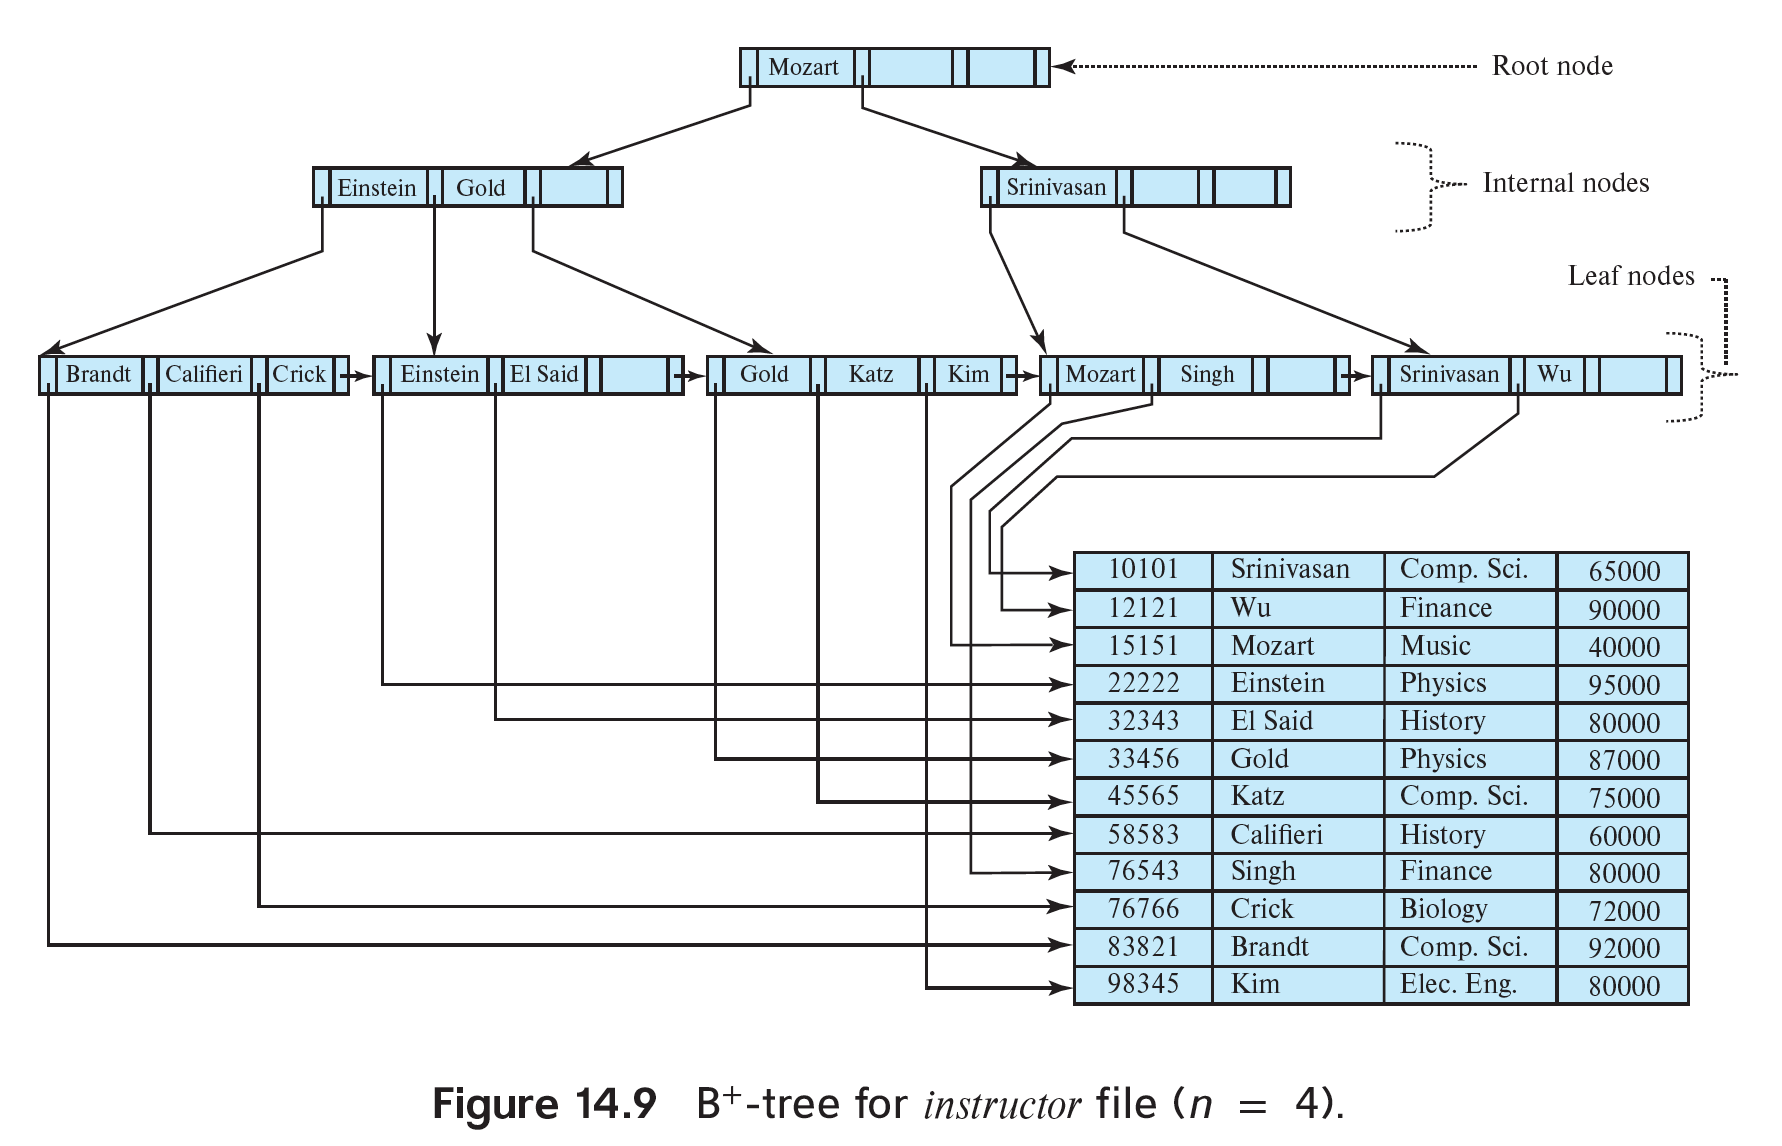 Mozart
Root node
Einstein Gold
Srinivasan
Internal nodes
Leaf nodes
Brandt Califieri Crick
Einstein El Said
Gold Katz Kim
Mozart Singh
Srinivasan Wu
10101 Srinivasan Comp. Sci. 65000
12121 Wu Finance 90000
15151 Mozart Music 40000
22222 Einstein Physics 95000
32343 El Said History 80000
33456 Gold Physics 87000
45565 Katz Comp. Sci. 75000
58583 Califieri History 60000
76543 Singh Finance 80000
76766 Crick Biology 72000
83821 Brandt Comp. Sci. 92000
98345 Kim Elec. Eng. 80000
Figure 14.9 B⁺-tree for instructor file (n = 4).